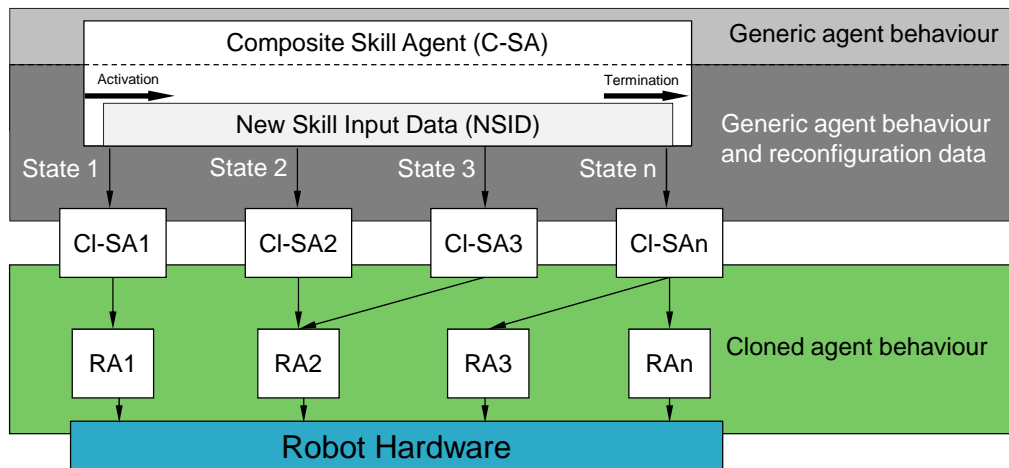 Composite Skill Agent (C-SA)
Generic agent behaviour
Activation
Termination
New Skill Input Data (NSID)
Generic agent behaviour
and reconfiguration data
State 1
State 2
State 3
State n
Cl-SA1
Cl-SA2
Cl-SA3
Cl-SAn
RA1
RA2
RA3
RAn
Cloned agent behaviour
Robot Hardware